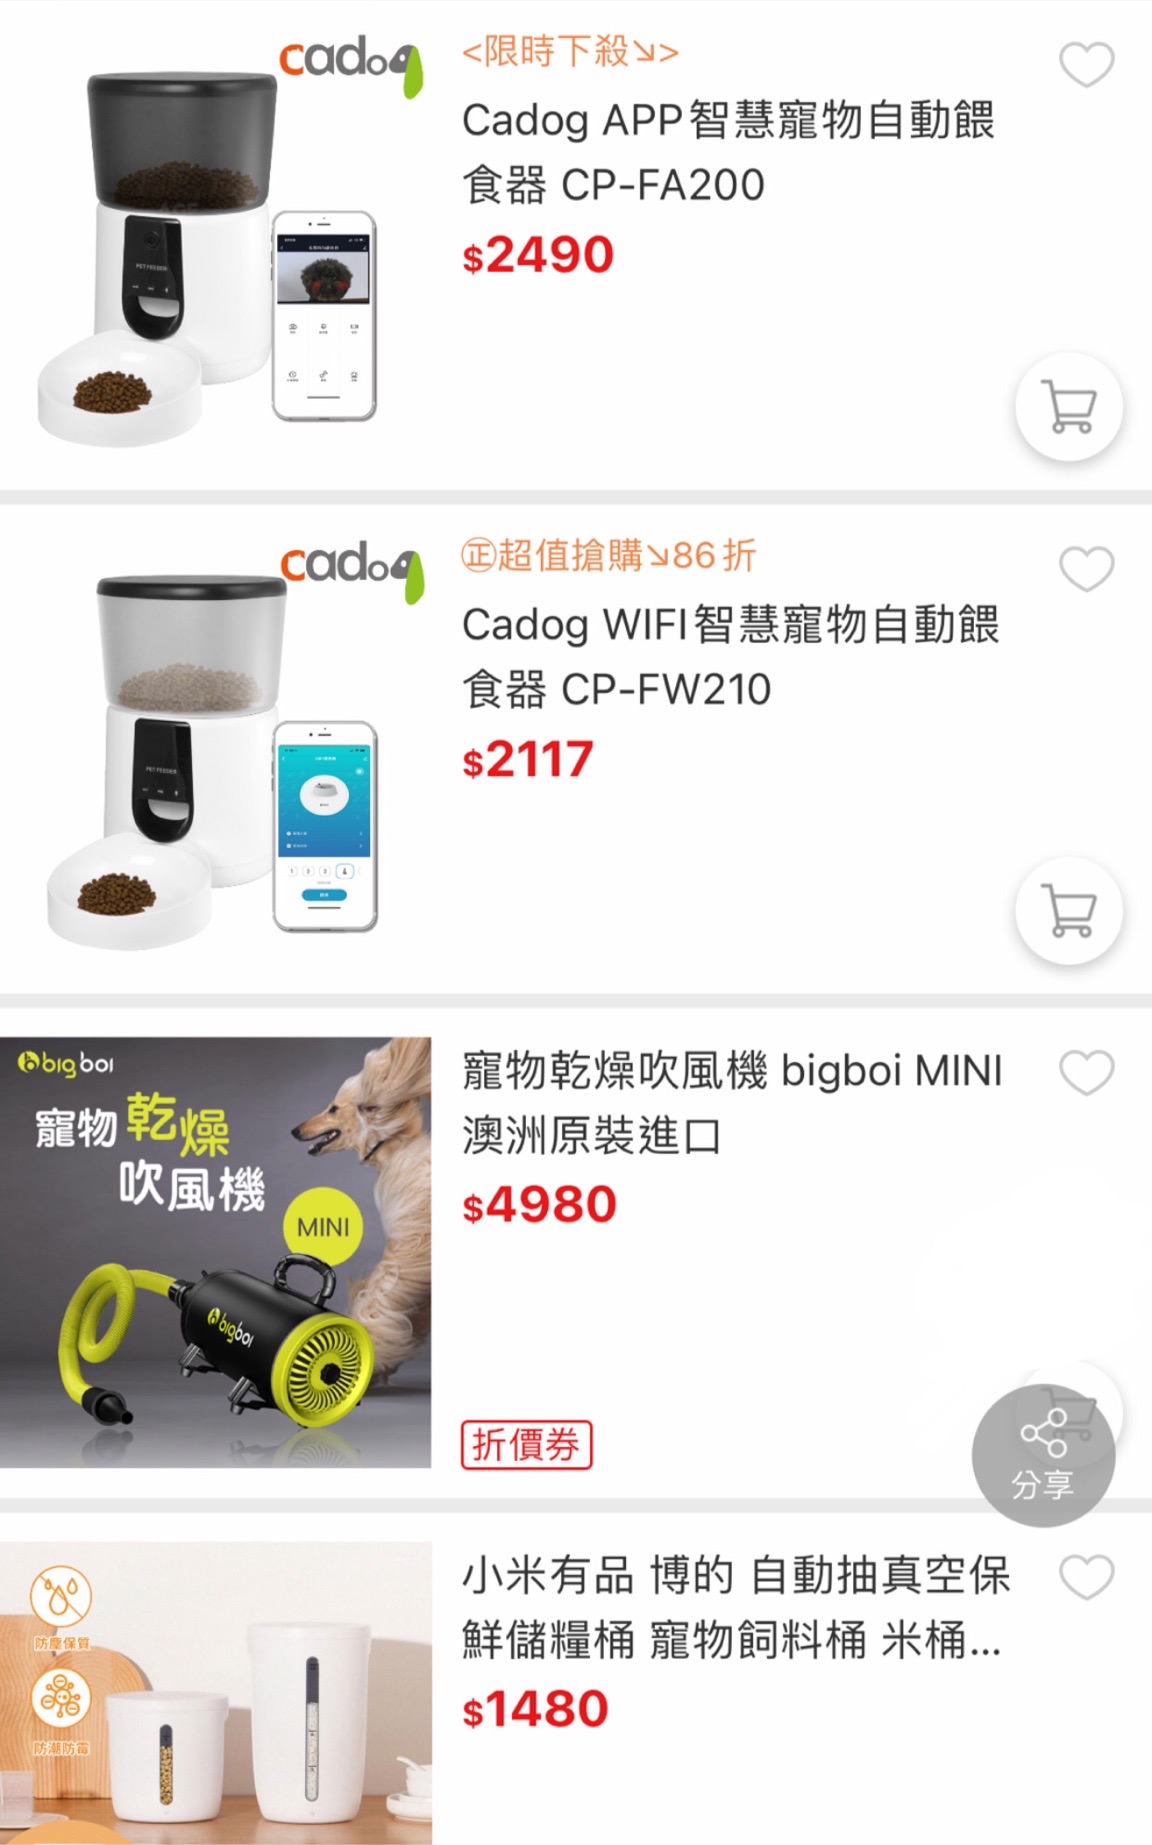 cadog
<限時下殺↘>
Cadog APP智慧寵物自動餵
食器 CP-FA200
$2490
PET FEEDER
cadog
㊣超值搶購↘86折
Cadog WIFI智慧寵物自動餵
食器 CP-FW210
$2117
PET FEEDER
1 2 3 4
bigboi
寵物乾燥
吹風機
MINI
bigboi
寵物乾燥吹風機 bigboi MINI
澳洲原裝進口
$4980
折價券
分享
防塵保質
防潮防霉
小米有品 博的 自動抽真空保
鮮儲糧桶 寵物飼料桶 米桶...
$1480